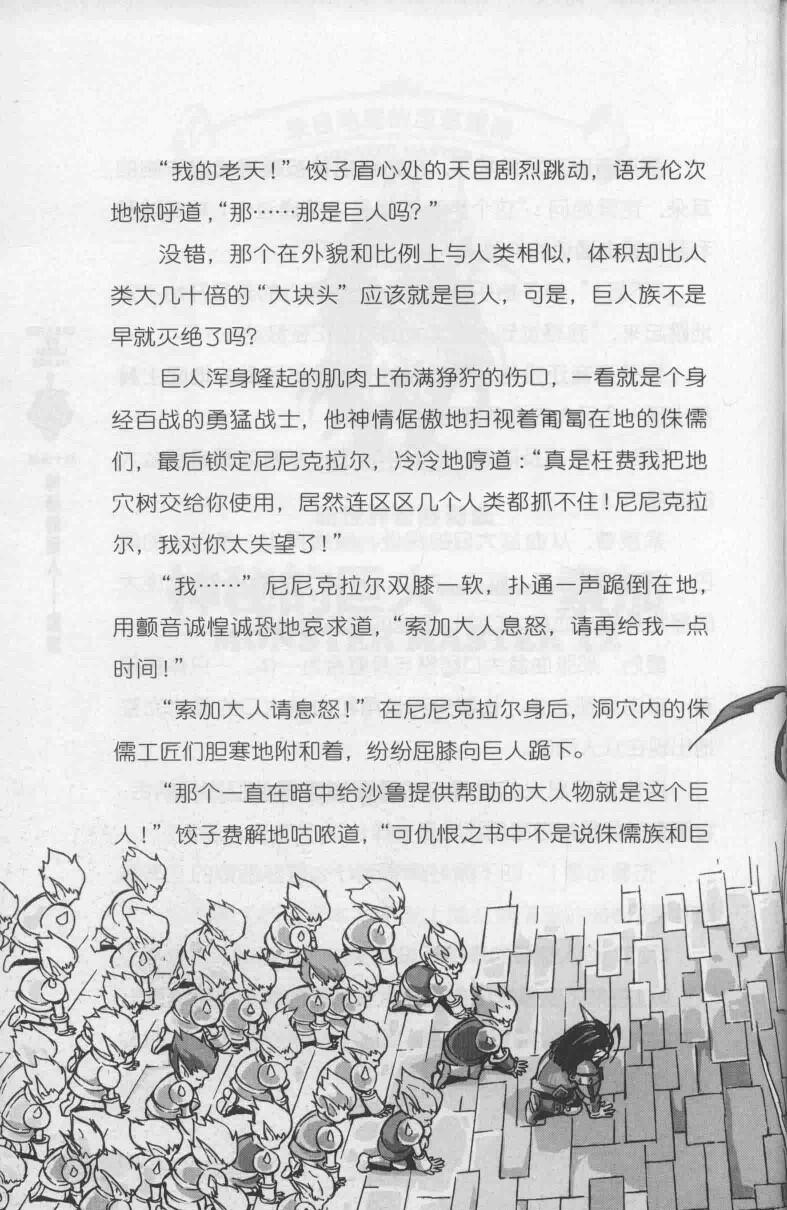 “我的老天！”饺子眉心处的天目剧烈跳动，语无伦次
地惊呼道，“那……那是巨人吗？”
没错，那个在外貌和比例上与人类相似，体积却比人
类大几十倍的“大块头”应该就是巨人，可是，巨人族不是
早就灭绝了吗？
巨人浑身隆起的肌肉上布满狰狞的伤口，一看就是个身
经百战的勇猛战士，他神情倨傲地扫视着匍匐在地的侏儒
们，最后锁定尼尼克拉尔，冷冷地哼道：“真是枉费我把地
穴树交给你使用，居然连区区几个人类都抓不住！尼尼克拉
尔，我对你太失望了！”
“我……”尼尼克拉尔双膝一软，扑通一声跪倒在地，
用颤音诚惶诚恐地哀求道，“索加大人息怒，请再给我一点
时间！”
“索加大人请息怒！”在尼尼克拉尔身后，洞穴内的侏
儒工匠们胆寒地附和着，纷纷屈膝向巨人跪下。
“那个一直在暗中给沙鲁提供帮助的大人物就是这个巨
人！”饺子费解地咕哝道，“可仇恨之书中不是说侏儒族和巨